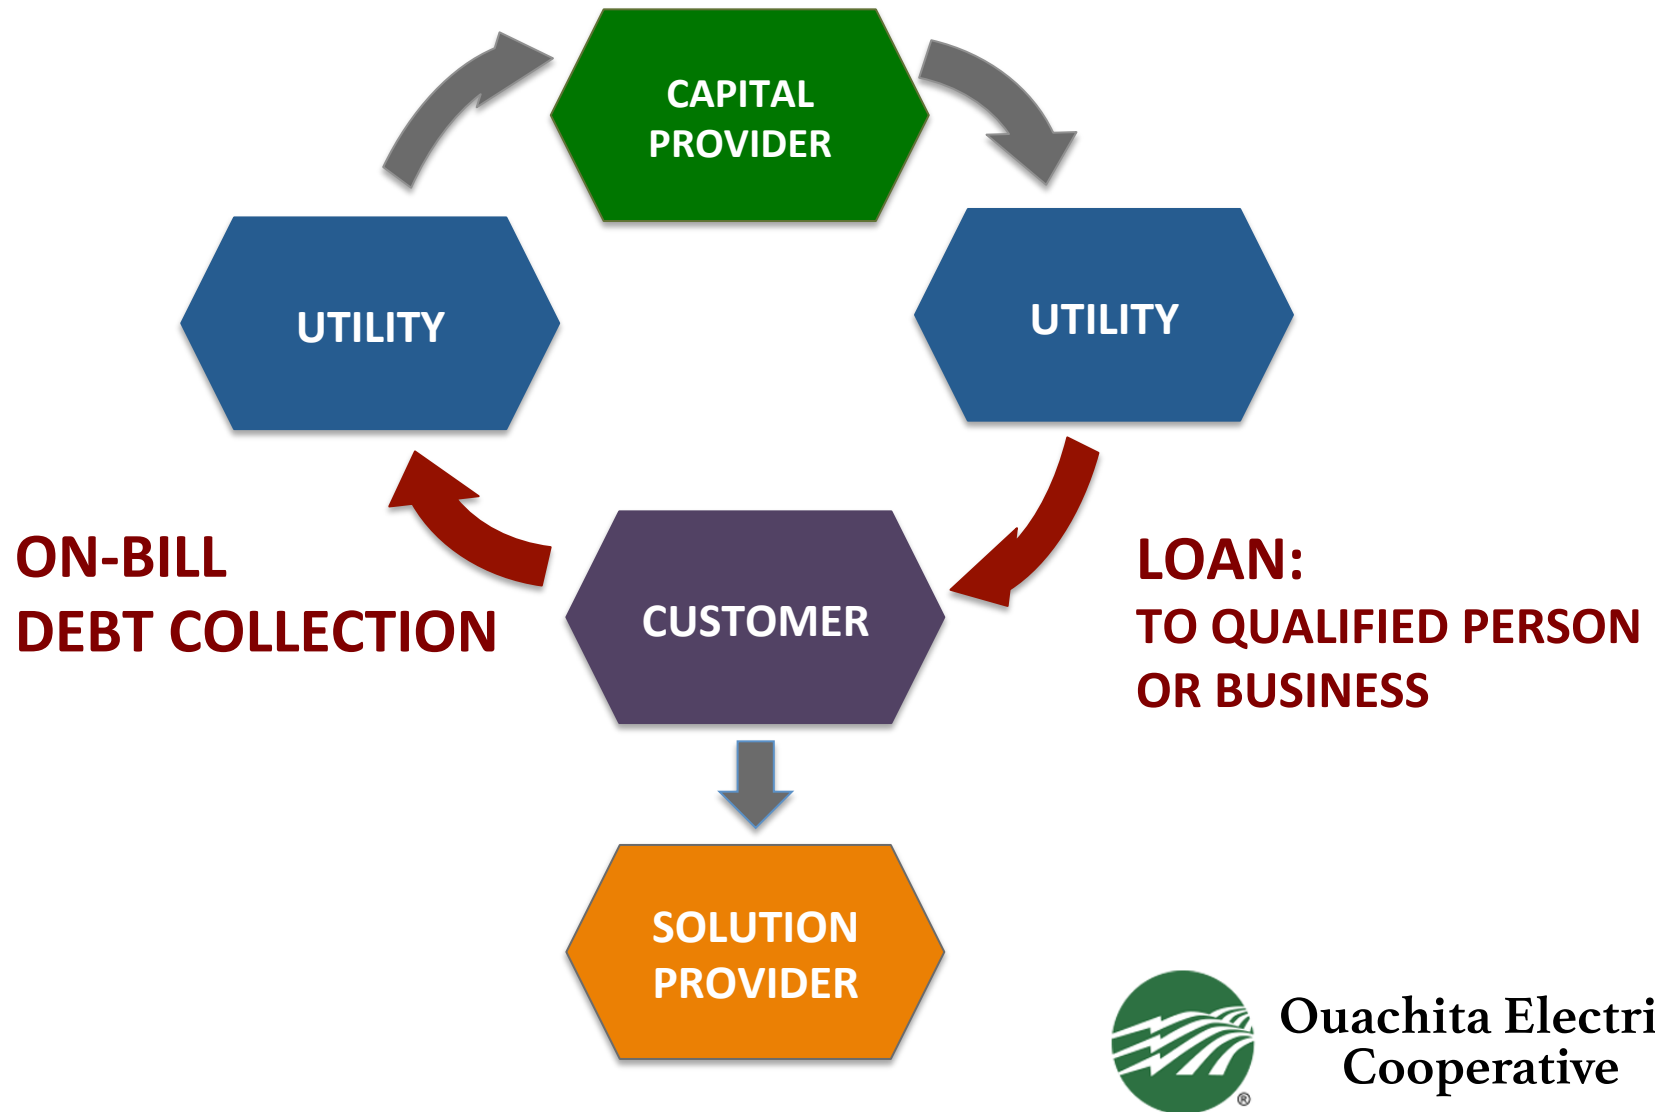 CAPITAL
PROVIDER
UTILITY
UTILITY
ON-BILL
DEBT COLLECTION
CUSTOMER
LOAN:
TO QUALIFIED PERSON
OR BUSINESS
SOLUTION
PROVIDER
Ouachita Electri
Cooperative
®